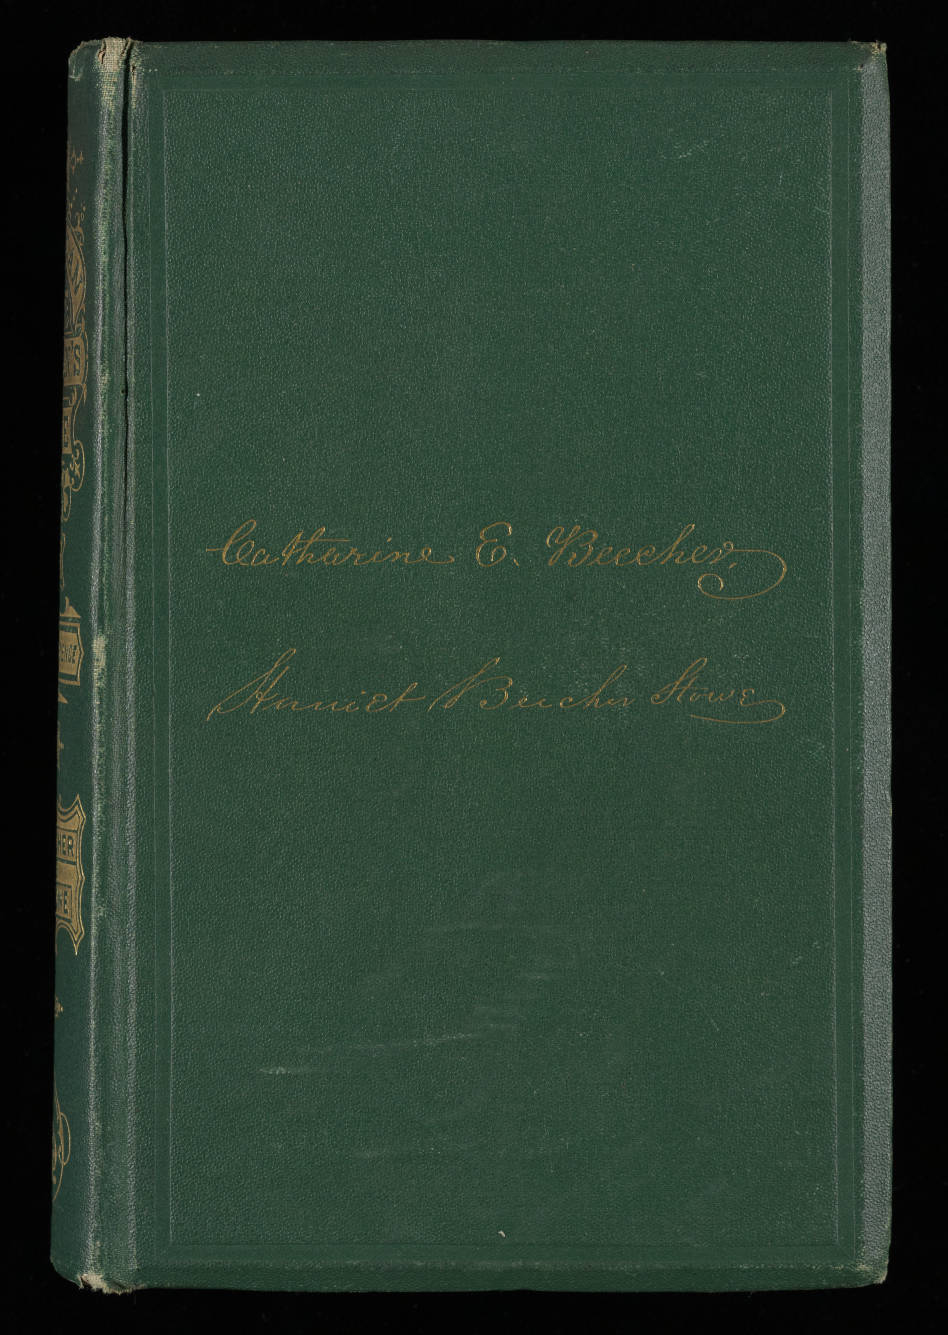 Catharine E. Beecher.
Harriet Beecher Stowe